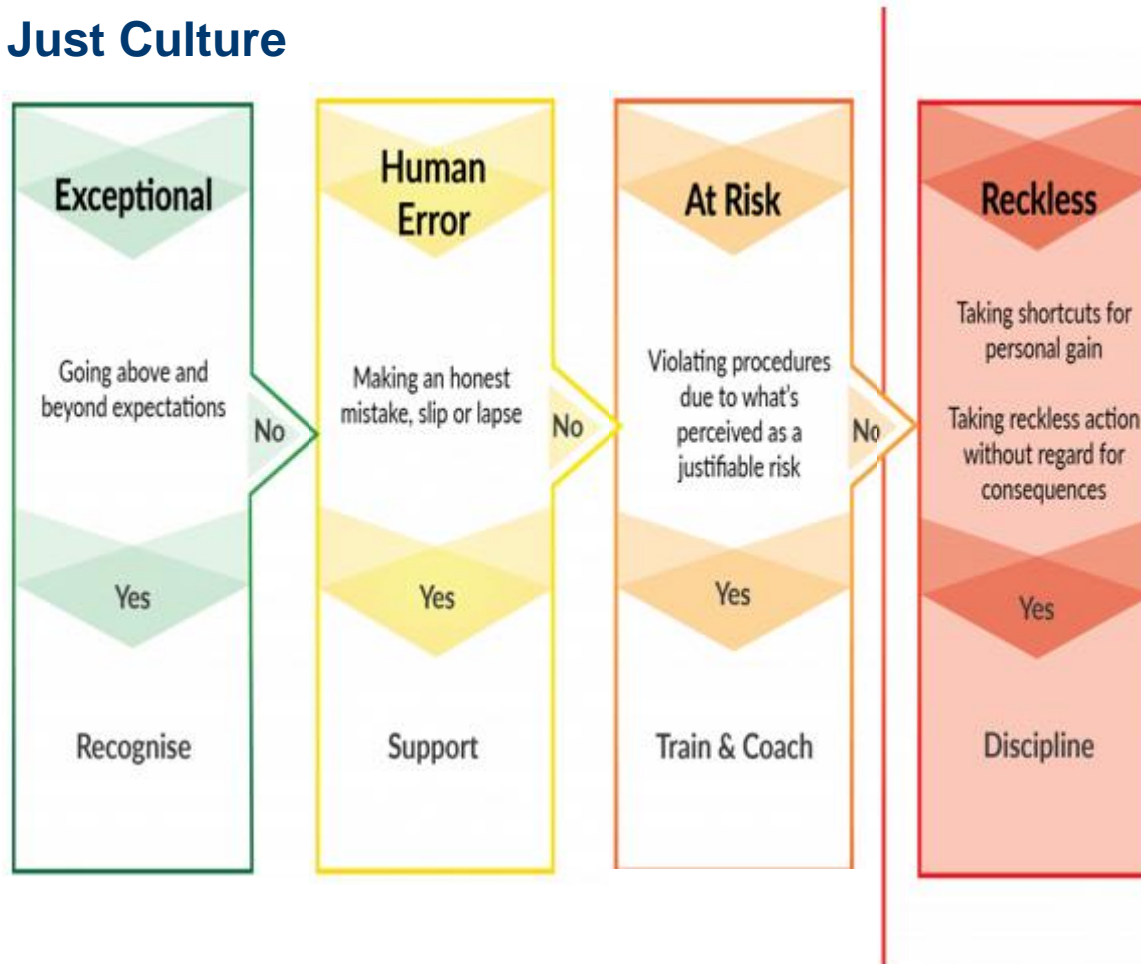 Just Culture
Exceptional
Going above and
beyond expectations
No
Yes
Recognise
Human
Error
Making an honest
mistake, slip or lapse
No
Yes
Support
At Risk
Violating procedures
due to what's
perceived as a
justifiable risk
No
Yes
Train & Coach
Reckless
Taking shortcuts for
personal gain
Taking reckless action
without regard for
consequences
Yes
Discipline